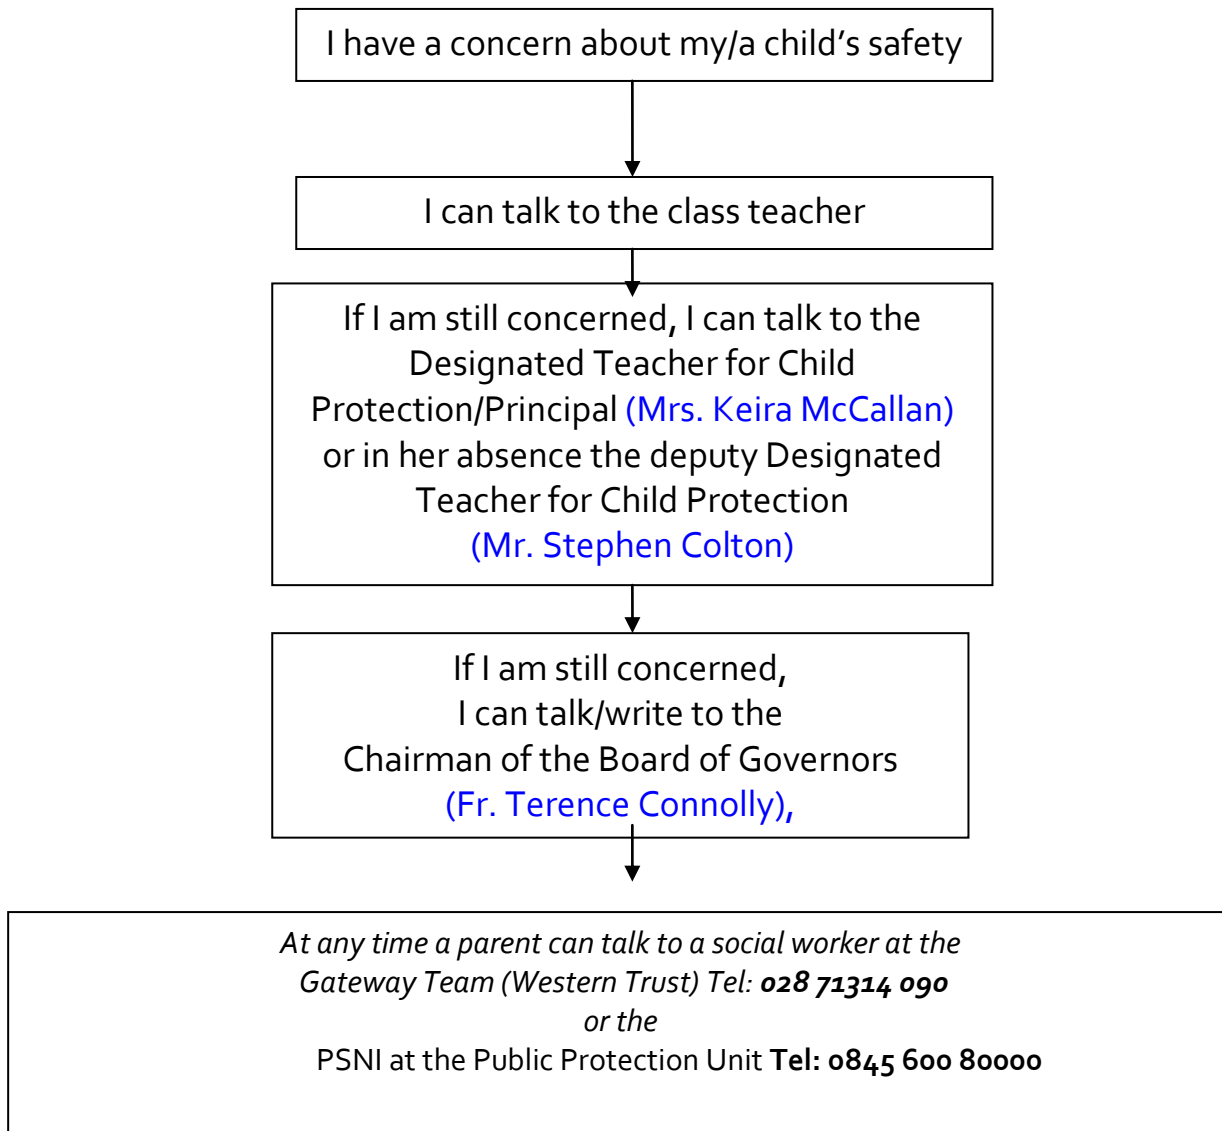 I have a concern about my/a child's safety
I can talk to the class teacher
If I am still concerned, I can talk to the
Designated Teacher for Child
Protection/Principal (Mrs. Keira McCallan)
or in her absence the deputy Designated
Teacher for Child Protection
(Mr. Stephen Colton)
If I am still concerned,
I can talk/write to the
Chairman of the Board of Governors
(Fr. Terence Connolly),
At any time a parent can talk to a social worker at the
Gateway Team (Western Trust) Tel: 028 71314 090
or the
PSNI at the Public Protection Unit Tel: 0845 600 80000